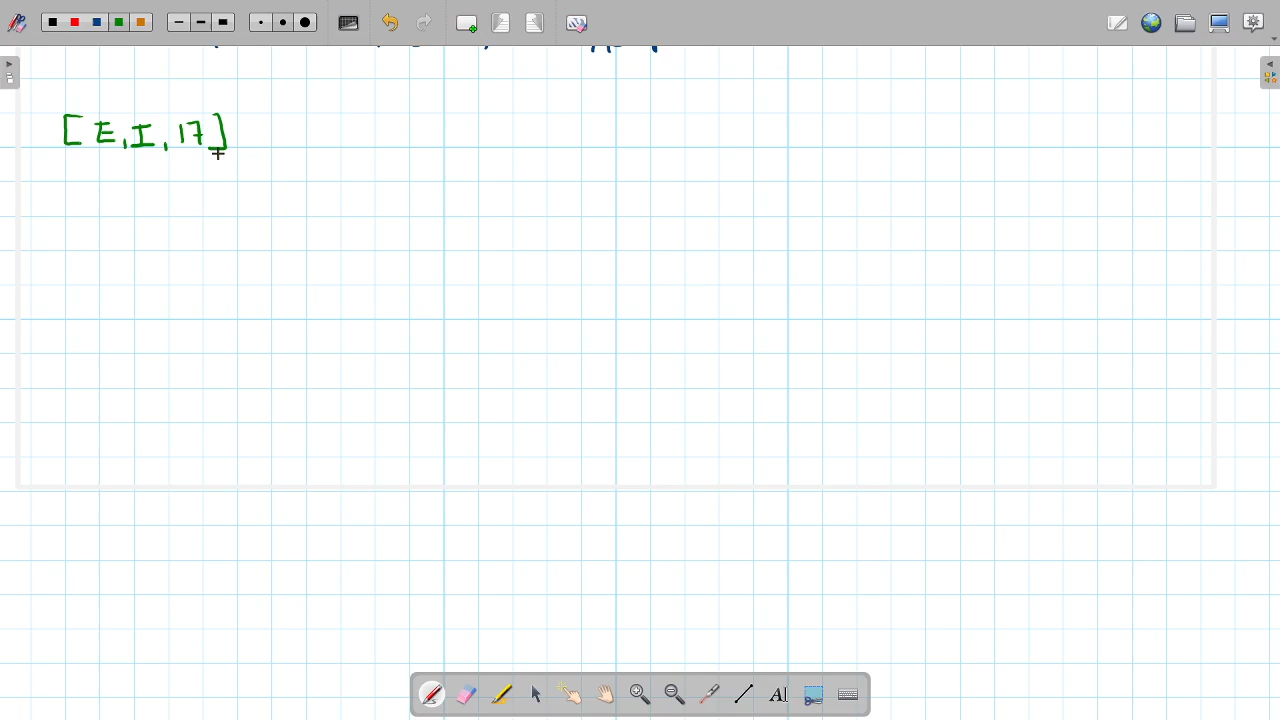 [ E, I, 17 ]